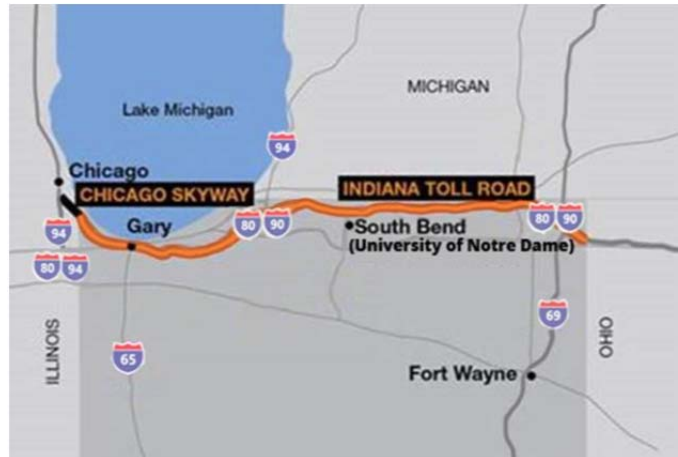 MICHIGAN
Lake Michigan
94
Chicago
CHICAGO SKYWAY
INDIANA TOLL ROAD
94
Gary
80 90
South Bend
(University of Notre Dame)
80 90
80 94
69
ILLINOIS
65
OHIO
Fort Wayne